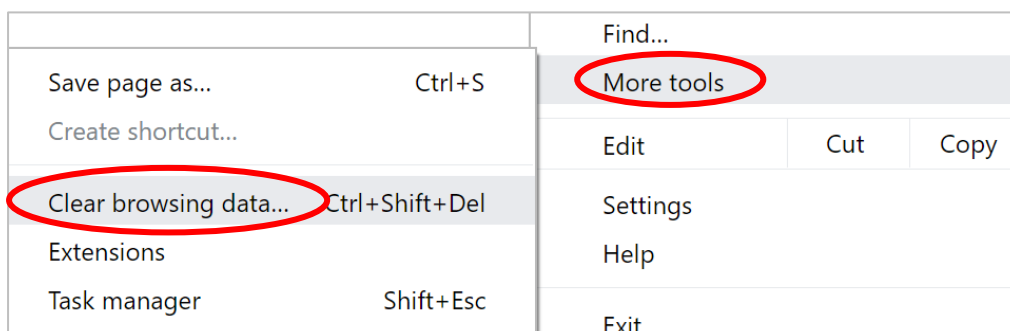 Find...
More tools
Edit Cut Copy
Settings
Help
Exit
Save page as... Ctrl+S
Create shortcut...
Clear browsing data... Ctrl+Shift+Del
Extensions
Task manager Shift+Esc